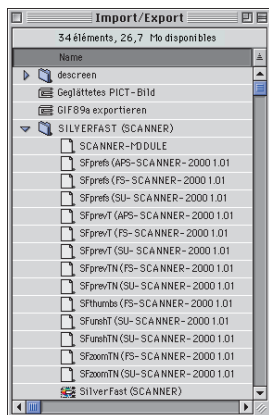 Import/Export
34 éléments, 26,7 Mo disponibles
Name
descreen
Geglättetes PICT-Bild
GIF89a exportieren
SILVERFAST (SCANNER)
SCANNER-MODULE
SFprefs (APS-SCANNER-2000 1.01
SFprefs (FS-SCANNER-2000 1.01
SFprefs (SU-SCANNER-2000 1.01
SFprevT (APS-SCANNER-2000 1.01
SFprevT (FS-SCANNER-2000 1.01
SFprevT (SU-SCANNER-2000 1.01
SFprevTN (FS-SCANNER-2000 1.01
SFprevTN (SU-SCANNER-2000 1.01
SFthumbs (FS-SCANNER-2000 1.01
SFunshT (SU-SCANNER-2000 1.01
SFunshTN (SU-SCANNER-2000 1.01
SFzoomTN (FS-SCANNER-2000 1.01
SFzoomTN (SU-SCANNER-2000 1.01
SilverFast (SCANNER)